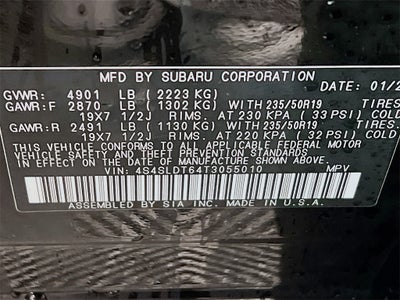 MFD BY SUBARU CORPORATION
GVWR: 4901 LB (2223 KG) DATE: 01/2
GAWR:F 2870 LB (1302 KG) WITH 235/50R19 TIRES
19X7 1/2J RIMS. AT 230 KPA (33 PSI) COLD
GAWR:R 2491 LB (1130 KG) WITH 235/50R19 TIRES
19X7 1/2J RIMS. AT 220 KPA (32 PSI) COL
THIS VEHICLE CONFORMS TO ALL APPLICABLE FEDERAL MOTOR
VEHICLE SAFETY BUMPER AND THEFT PREVENTION STANDARDS
IN EFFECT ON THE DATE OF MANUFACTURE SHOWN ABOVE.
VIN: 4S4SLDT64T3055010 MPV
ASSEMBLED BY SIA INC. MADE IN U.S.A.